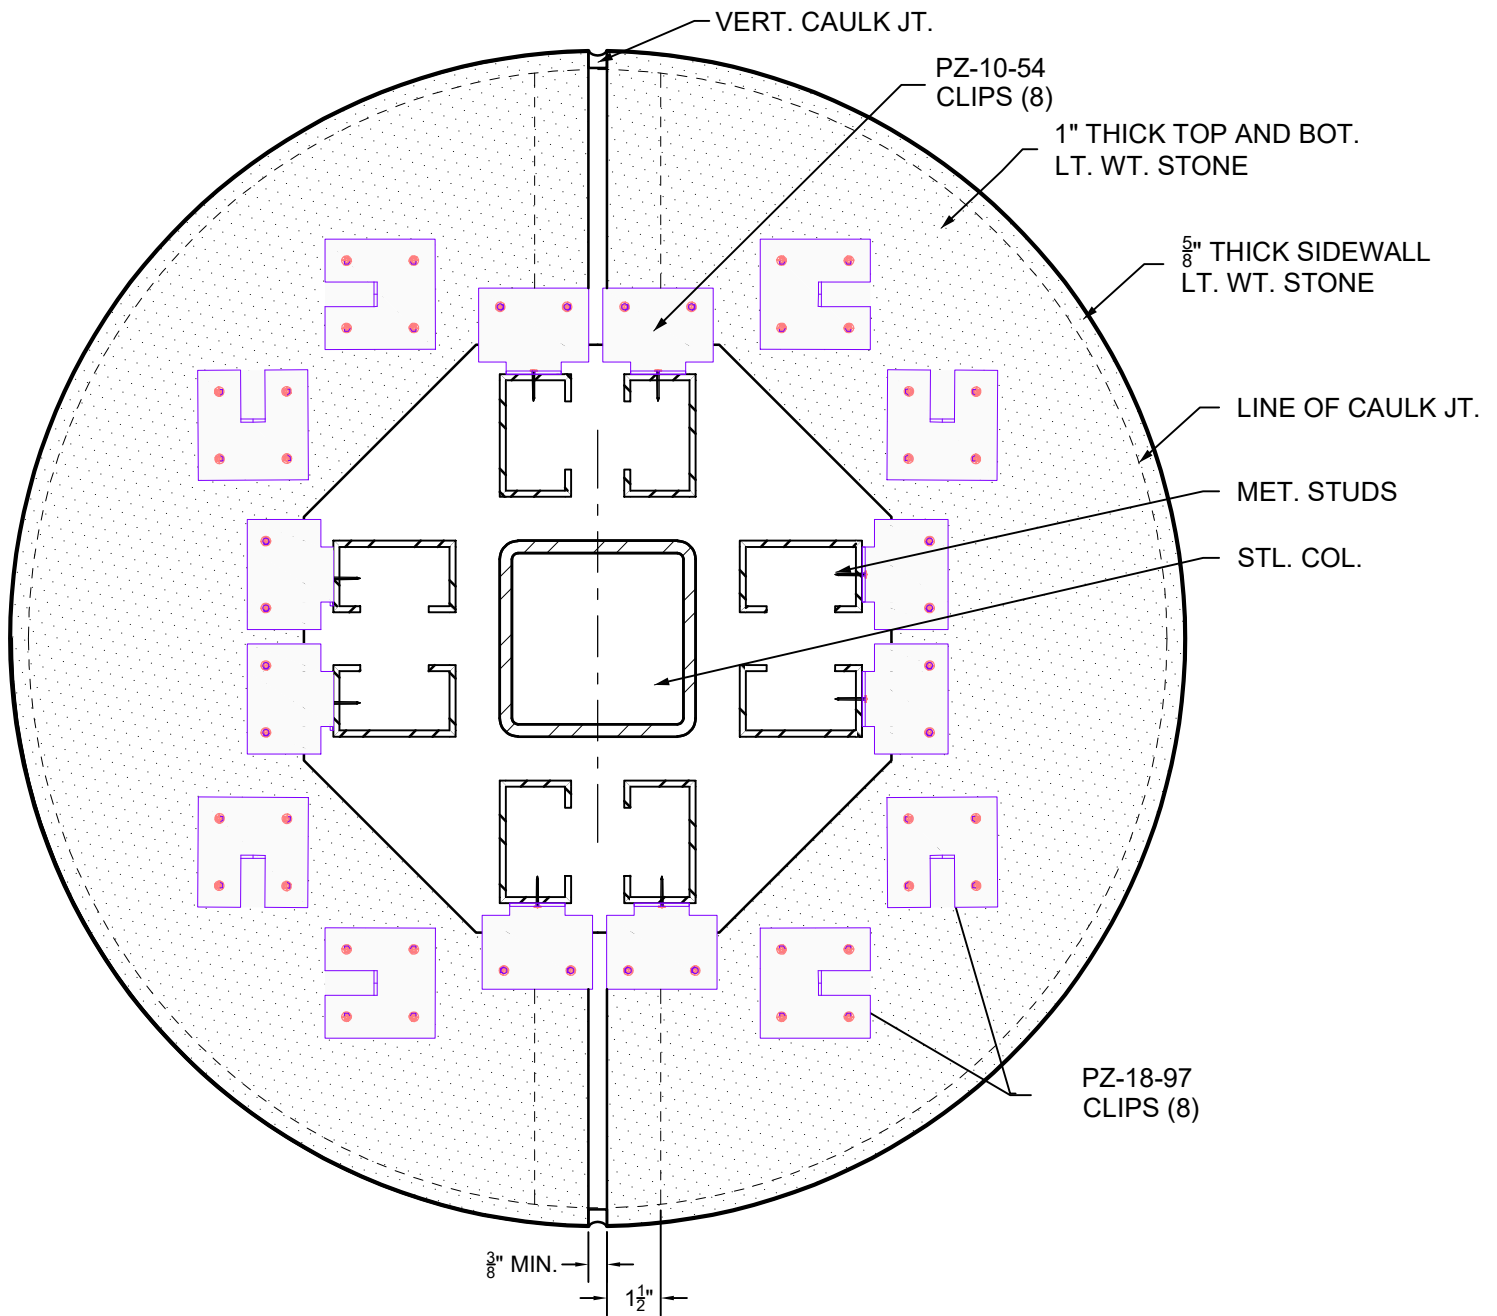 VERT. CAULK JT.
PZ-10-54
CLIPS (8)
1" THICK TOP AND BOT.
LT. WT. STONE
5/8" THICK SIDEWALL
LT. WT. STONE
LINE OF CAULK JT.
MET. STUDS
STL. COL.
PZ-18-97
CLIPS (8)
3/8" MIN.
1 1/2"